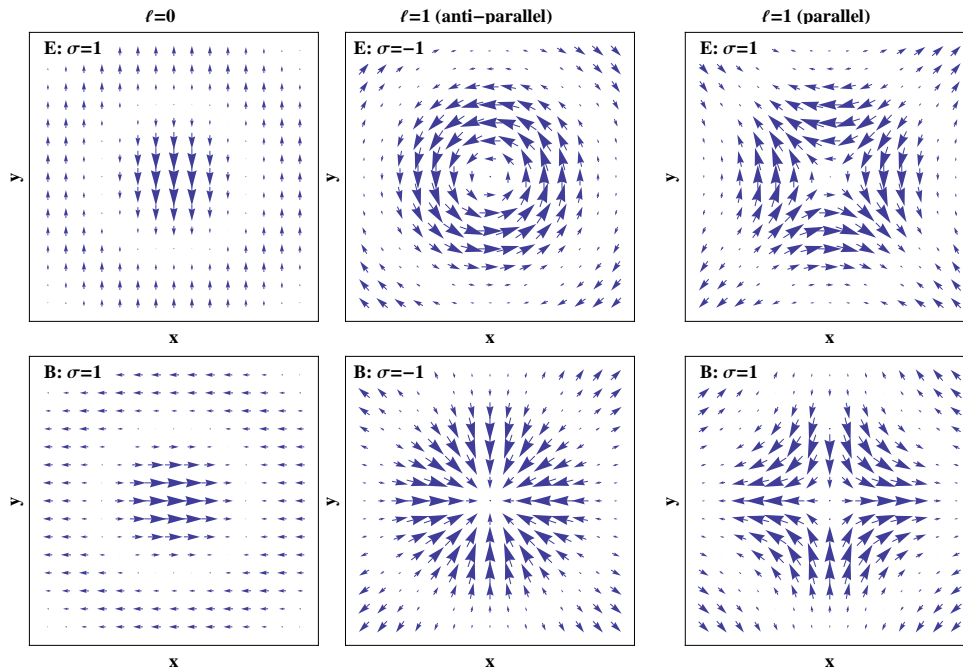 ℓ=0
ℓ=1 (anti-parallel)
ℓ=1 (parallel)
E: σ=1
E: σ=-1
E: σ=1
y
y
y
x
x
x
B: σ=1
B: σ=-1
B: σ=1
y
y
y
x
x
x